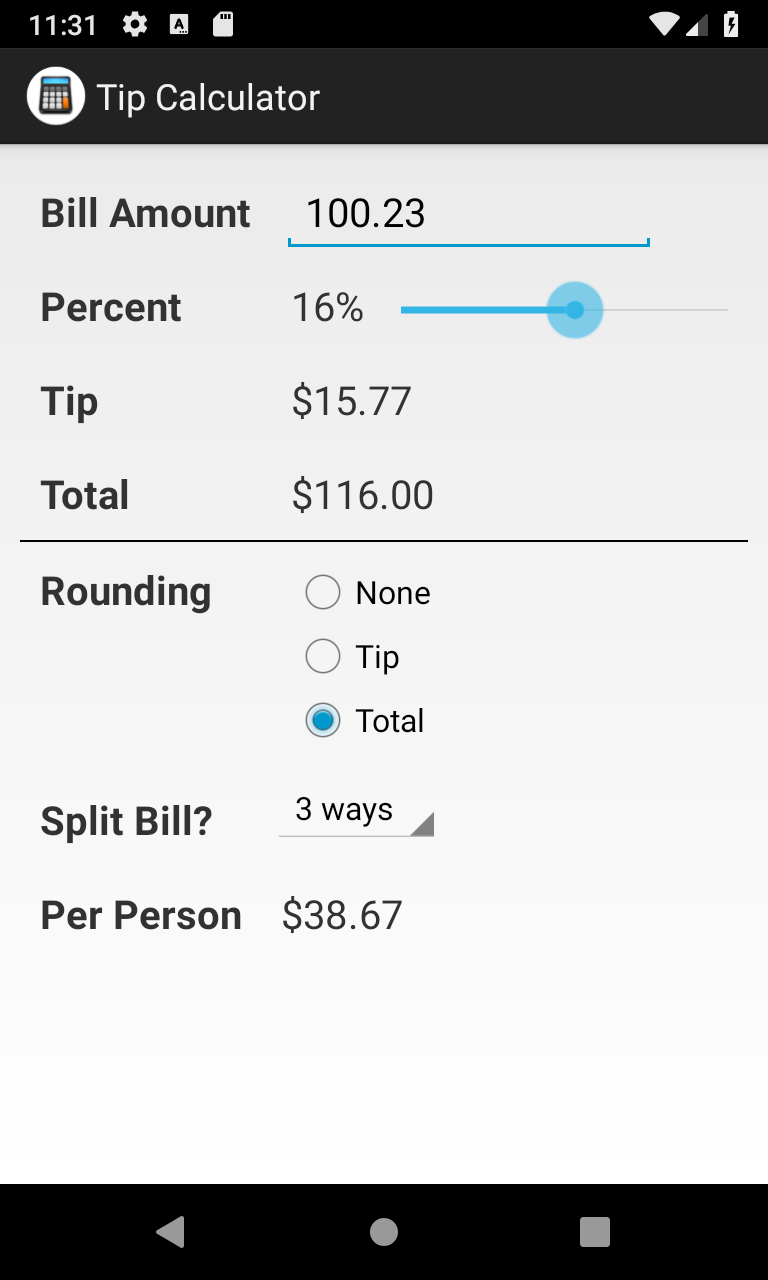 11:31
Tip Calculator
Bill Amount 100.23
Percent 16%
Tip $15.77
Total $116.00
Rounding None
Tip
Total
Split Bill? 3 ways
Per Person $38.67